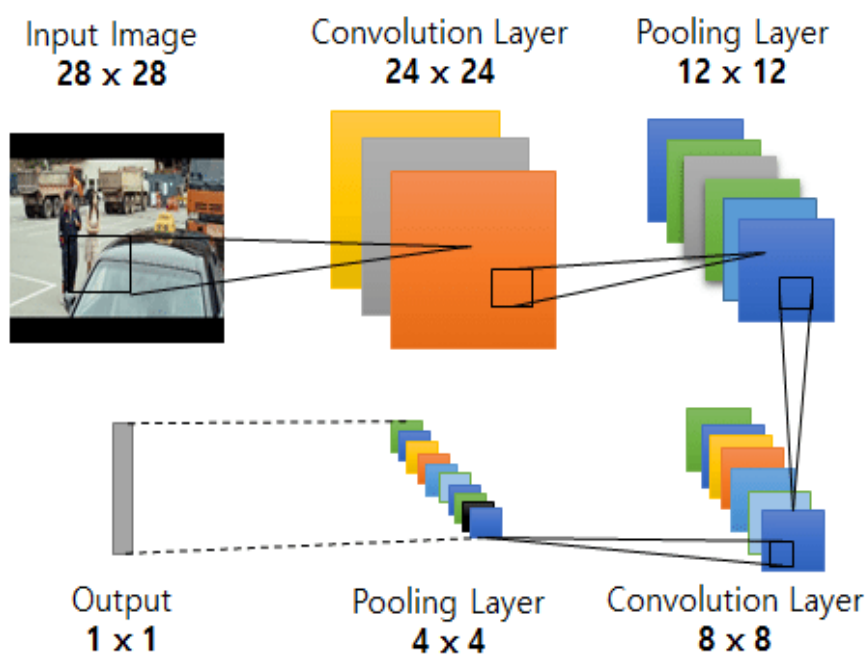 Input Image
28 x 28
Convolution Layer
24 x 24
Pooling Layer
12 x 12
Output
1 x 1
Pooling Layer
4 x 4
Convolution Layer
8 x 8